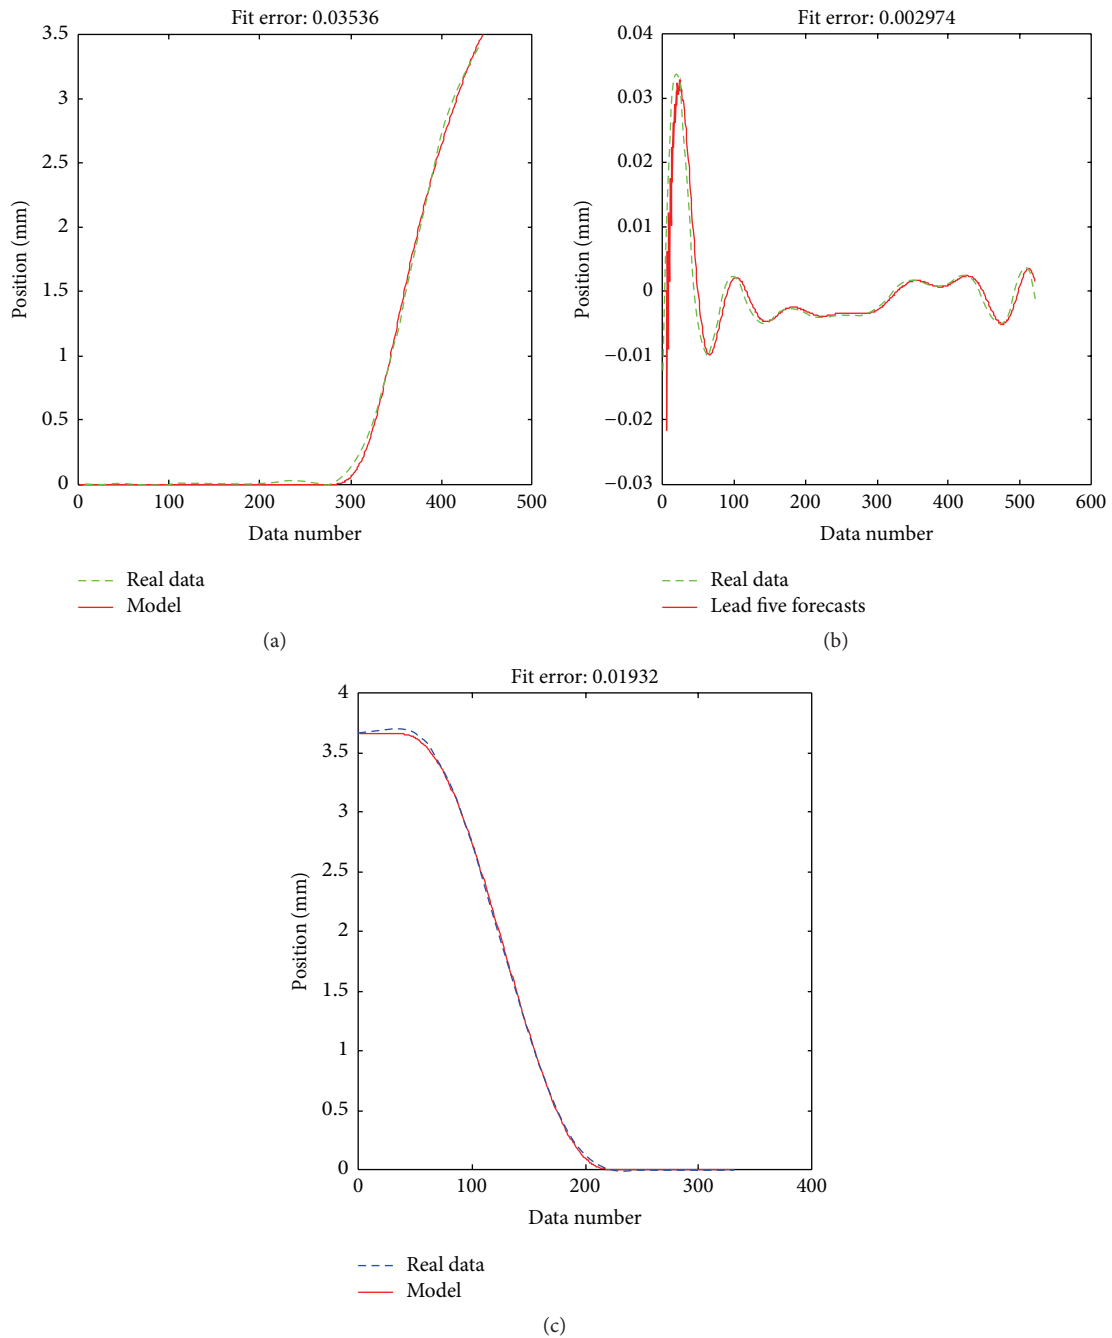 Fit error: 0.03536
3.5
3
2.5
2
1.5
1
0.5
0
Position (mm)
0 100 200 300 400 500
Data number
Real data
Model
(a)
Fit error: 0.002974
0.04
0.03
0.02
0.01
0
−0.01
−0.02
−0.03
Position (mm)
0 100 200 300 400 500 600
Data number
Real data
Lead five forecasts
(b)
Fit error: 0.01932
4
3.5
3
2.5
2
1.5
1
0.5
0
Position (mm)
0 100 200 300 400
Data number
Real data
Model
(c)